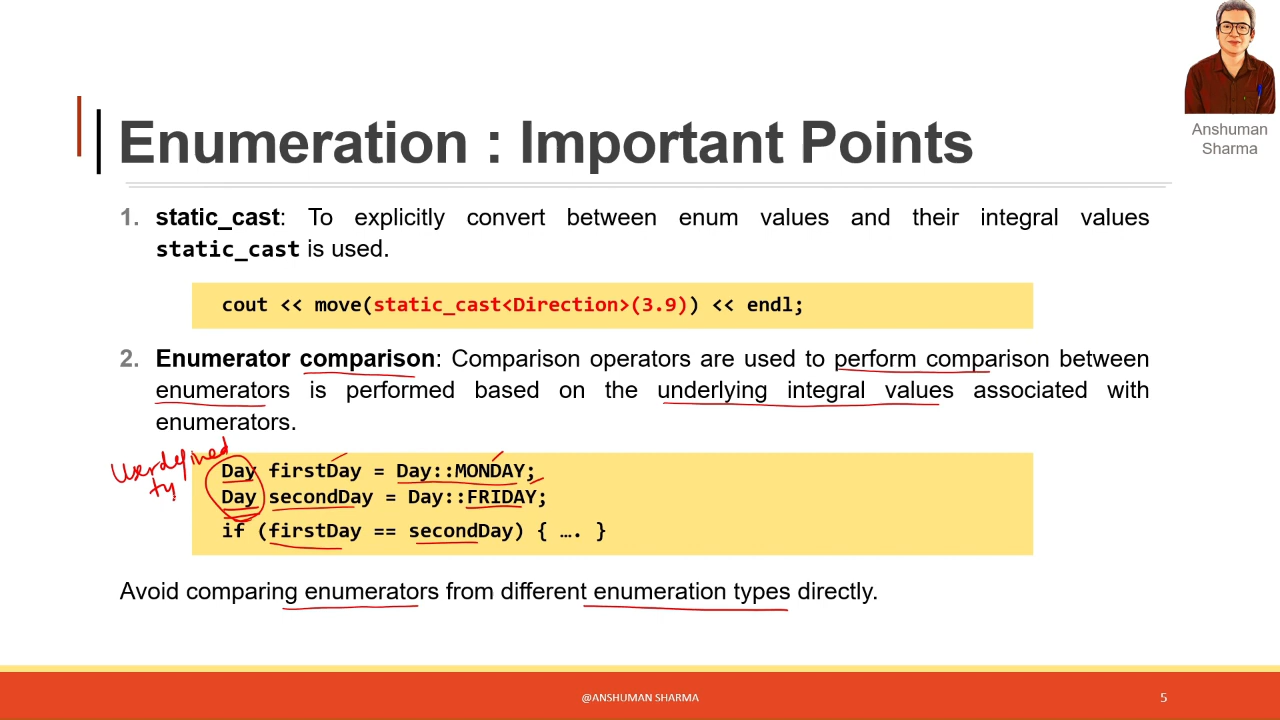 Anshuman
Sharma
Enumeration : Important Points
1. static_cast: To explicitly convert between enum values and their integral values
static_cast is used.
cout << move(static_cast<Direction>(3.9)) << endl;
2. Enumerator comparison: Comparison operators are used to perform comparison between
enumerators is performed based on the underlying integral values associated with
enumerators.
Userdefined
ty
Day firstDay = Day::MONDAY;
Day secondDay = Day::FRIDAY;
if (firstDay == secondDay) { …. }
Avoid comparing enumerators from different enumeration types directly.
@ANSHUMAN SHARMA
5